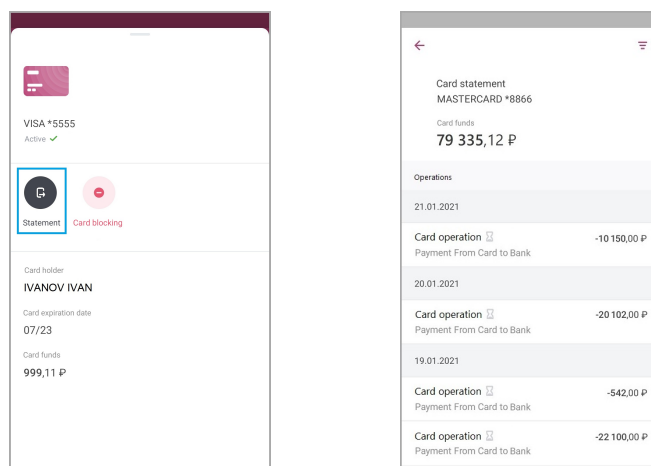 VISA *5555
Active
Statement
Card blocking
Card holder
IVANOV IVAN
Card expiration date
07/23
Card funds
999,11 ₽
Card statement
MASTERCARD *8866
Card funds
79 335,12 ₽
Operations
21.01.2021
Card operation -10 150,00 ₽
Payment From Card to Bank
20.01.2021
Card operation -20 102,00 ₽
Payment From Card to Bank
19.01.2021
Card operation -542,00 ₽
Payment From Card to Bank
Card operation -22 100,00 ₽
Payment From Card to Bank